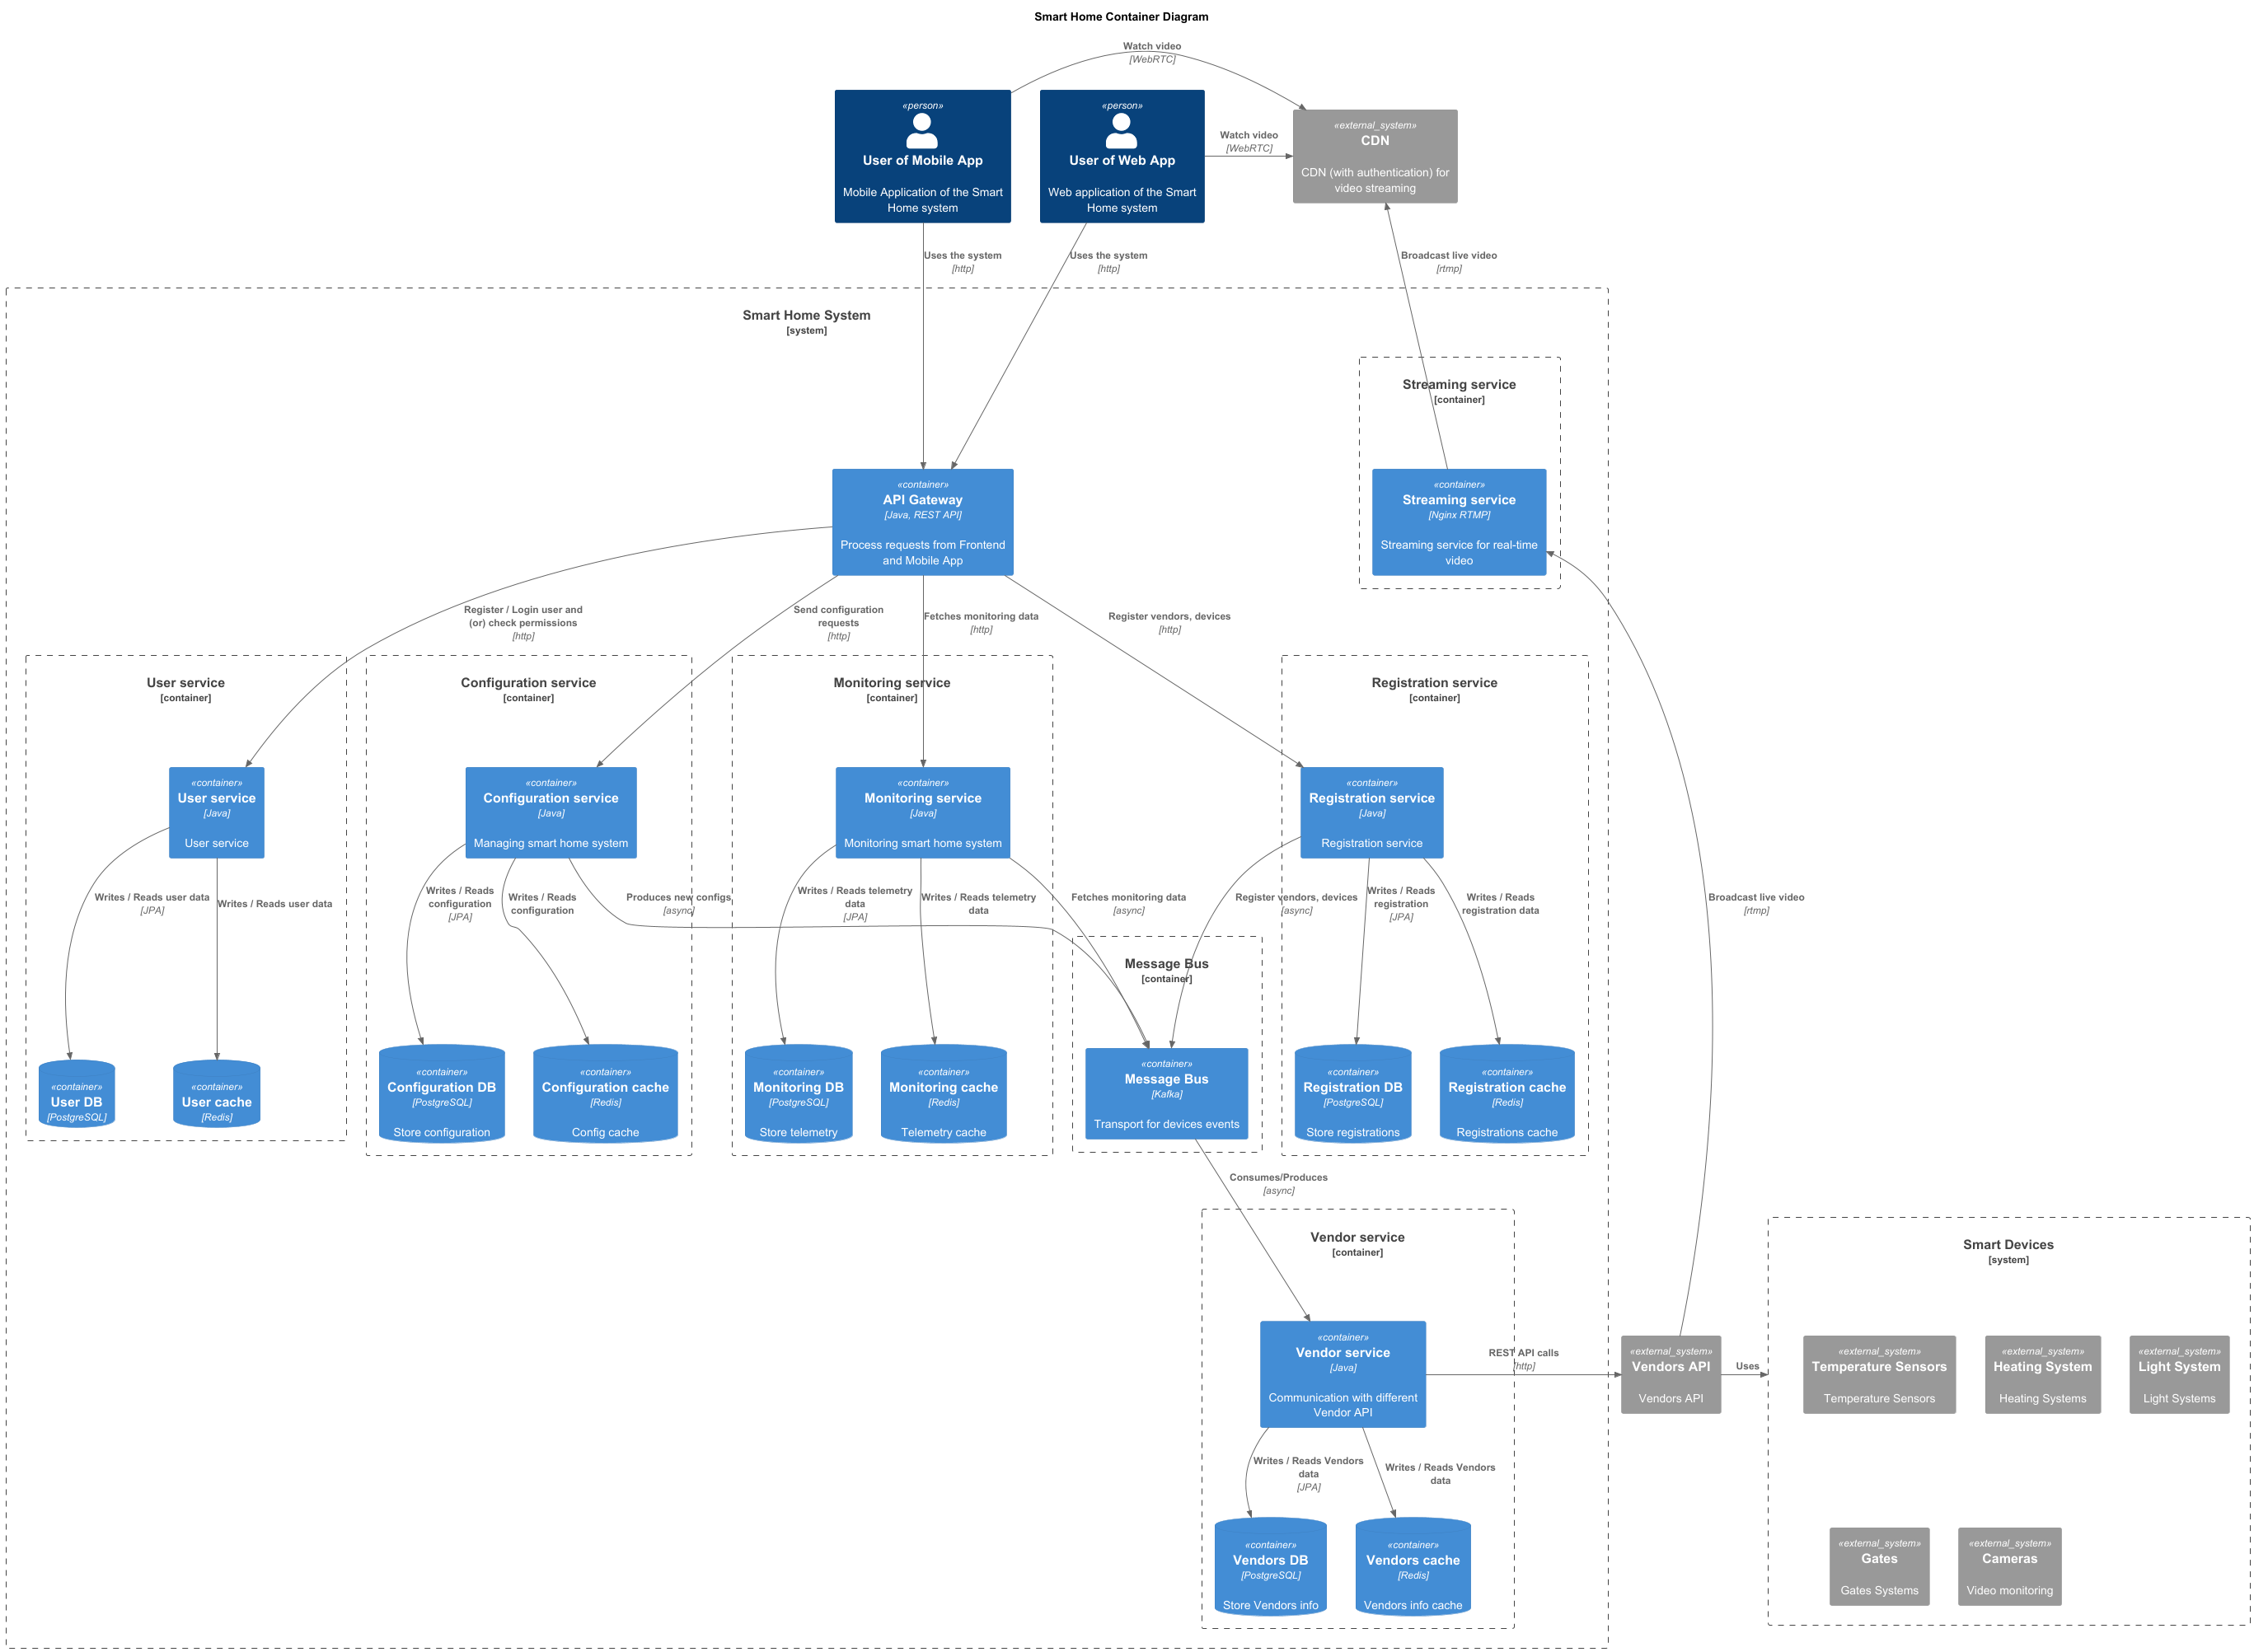 Smart Home Container Diagram
Watch video
[WebRTC]
«person»
User of Mobile App
Mobile Application of the Smart
Home system
«person»
User of Web App
Web application of the Smart
Home system
Watch video
[WebRTC]
«external_system»
CDN
CDN (with authentication) for
video streaming
Uses the system
[http]
Uses the system
[http]
Broadcast live video
[rtmp]
Smart Home System
[system]
Streaming service
[container]
«container»
API Gateway
[Java, REST API]
Process requests from Frontend
and Mobile App
«container»
Streaming service
[Nginx RTMP]
Streaming service for real-time
video
Register / Login user and
(or) check permissions
[http]
Send configuration
requests
[http]
Fetches monitoring data
[http]
Register vendors, devices
[http]
User service
[container]
Configuration service
[container]
Monitoring service
[container]
Registration service
[container]
«container»
User service
[Java]
User service
«container»
Configuration service
[Java]
Managing smart home system
«container»
Monitoring service
[Java]
Monitoring smart home system
«container»
Registration service
[Java]
Registration service
Writes / Reads user data
[JPA]
Writes / Reads user data
Writes / Reads
configuration
[JPA]
Writes / Reads
configuration
Produces new configs
[async]
Writes / Reads telemetry
data
[JPA]
Writes / Reads telemetry
data
Fetches monitoring data
[async]
Register vendors, devices
[async]
Writes / Reads
registration
[JPA]
Writes / Reads
registration data
Broadcast live video
[rtmp]
Message Bus
[container]
«container»
User DB
[PostgreSQL]
«container»
User cache
[Redis]
«container»
Configuration DB
[PostgreSQL]
Store configuration
«container»
Configuration cache
[Redis]
Config cache
«container»
Monitoring DB
[PostgreSQL]
Store telemetry
«container»
Monitoring cache
[Redis]
Telemetry cache
«container»
Message Bus
[Kafka]
Transport for devices events
«container»
Registration DB
[PostgreSQL]
Store registrations
«container»
Registration cache
[Redis]
Registrations cache
Consumes/Produces
[async]
Vendor service
[container]
Smart Devices
[system]
«container»
Vendor service
[Java]
Communication with different
Vendor API
REST API calls
[http]
«external_system»
Vendors API
Vendors API
Uses
«external_system»
Temperature Sensors
Temperature Sensors
«external_system»
Heating System
Heating Systems
«external_system»
Light System
Light Systems
Writes / Reads Vendors
data
[JPA]
Writes / Reads Vendors
data
«container»
Vendors DB
[PostgreSQL]
Store Vendors info
«container»
Vendors cache
[Redis]
Vendors info cache
«external_system»
Gates
Gates Systems
«external_system»
Cameras
Video monitoring